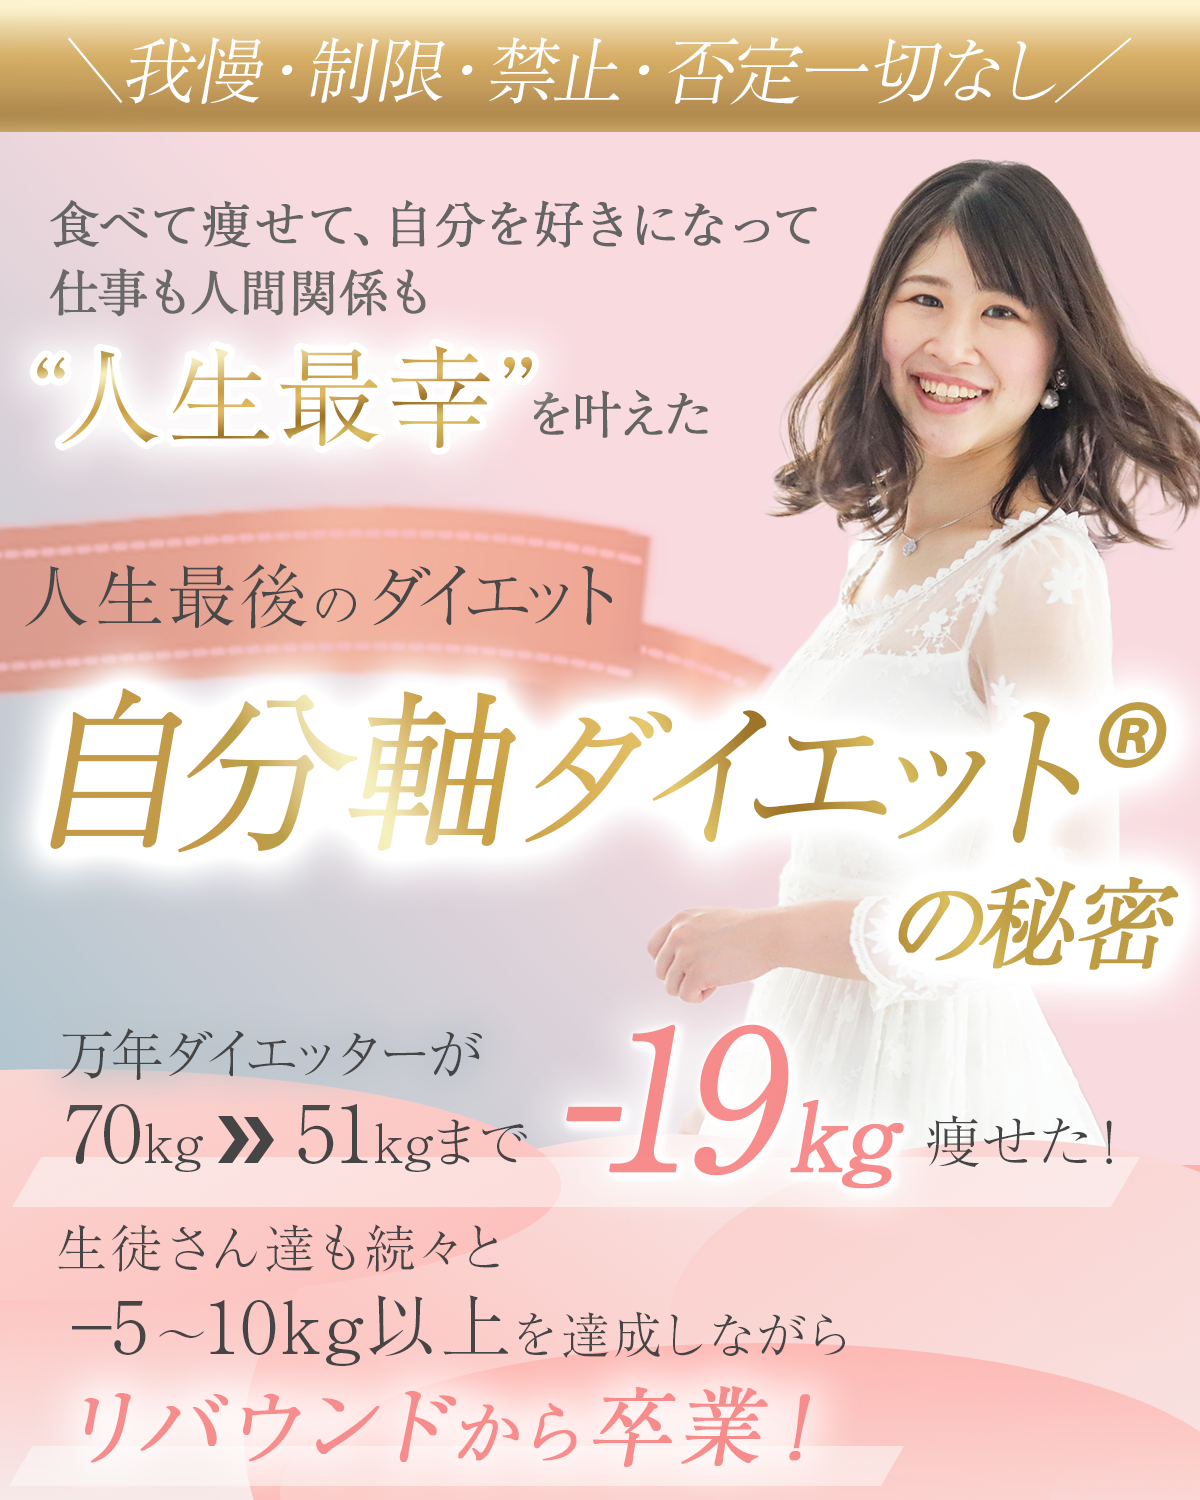 ＼我慢・制限・禁止・否定一切なし／
食べて痩せて、自分を好きになって
仕事も人間関係も
“人生最幸”を叶えた
人生最後のダイエット
自分軸ダイエット®
の秘密
万年ダイエッターが
70kg » 51kgまで -19kg 痩せた！
生徒さん達も続々と
−5〜10kg以上を達成しながら
リバウンドから卒業！